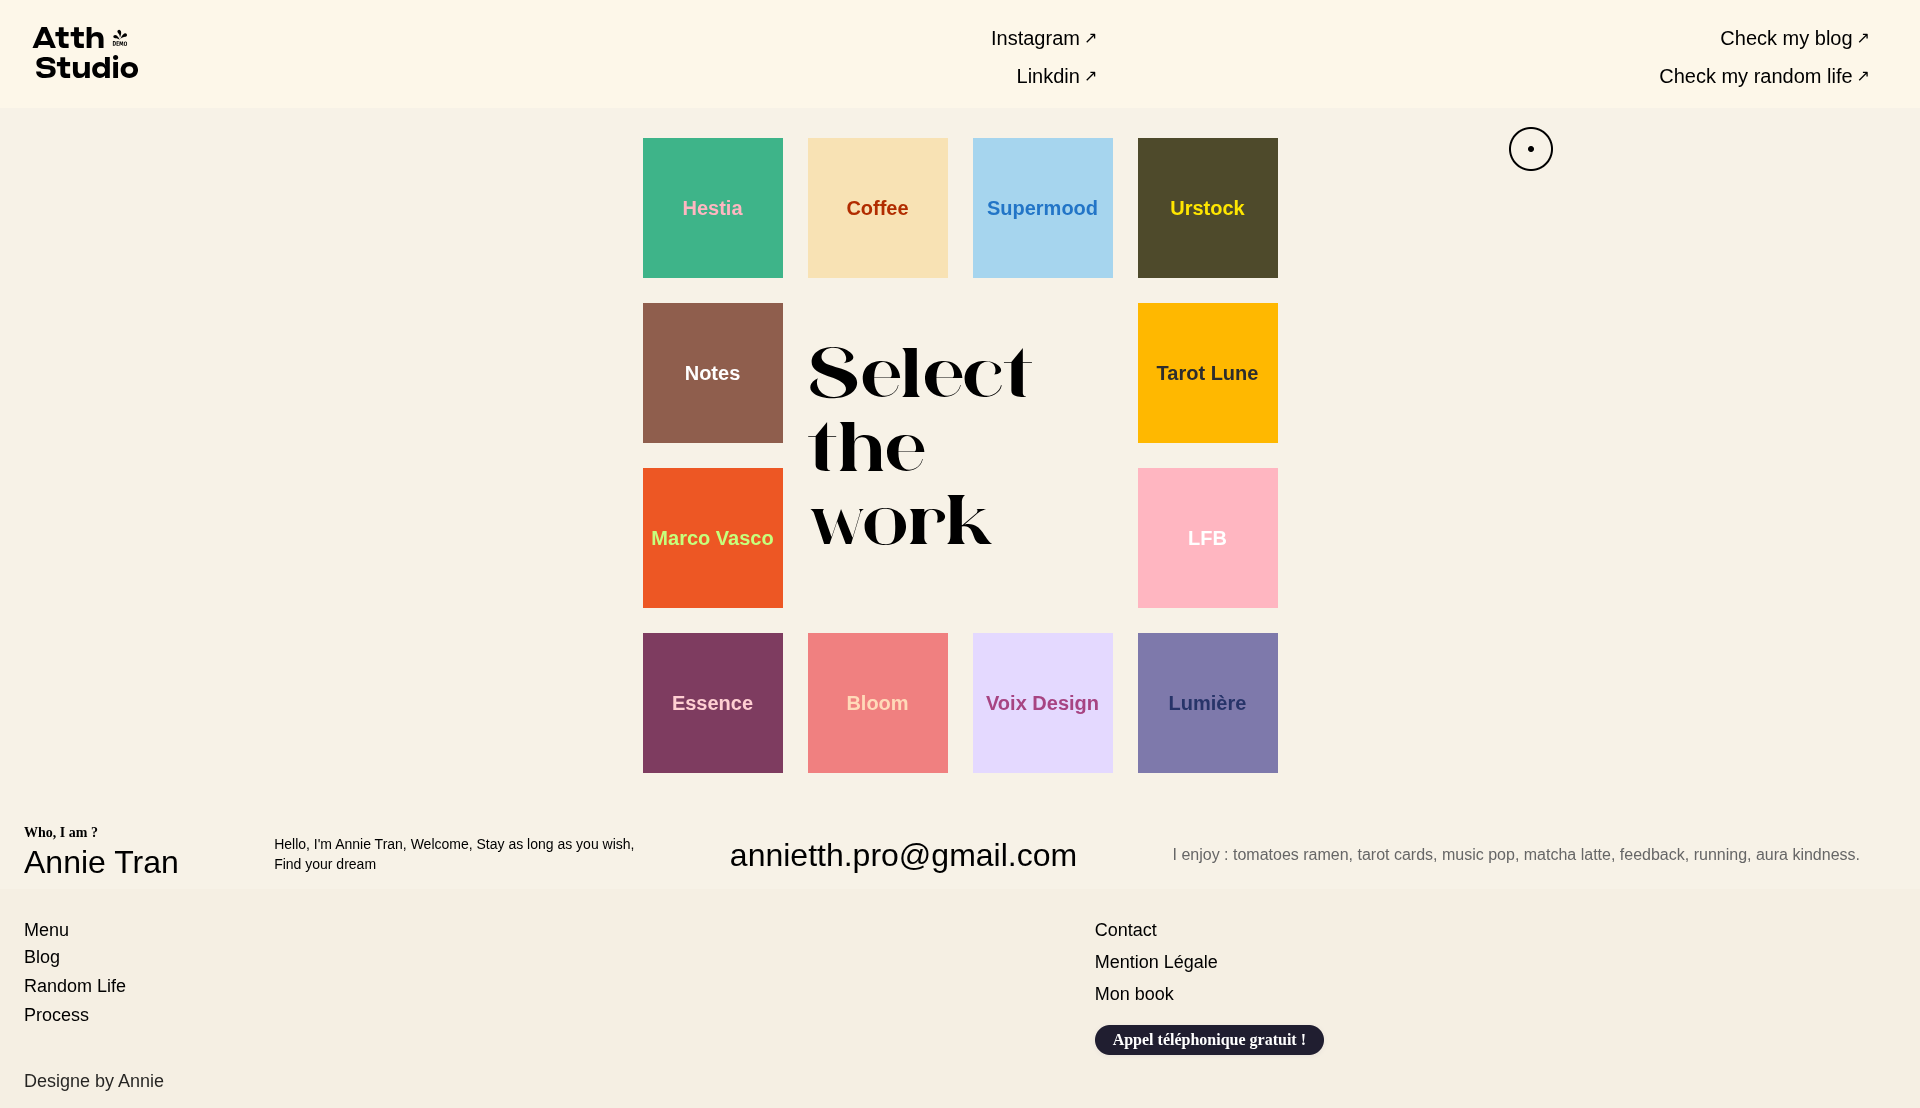 Atth
DEMO
Studio
Instagram ↗
Linkdin ↗
Check my blog ↗
Check my random life ↗
Hestia
Coffee
Supermood
Urstock
Notes
Tarot Lune
Select
the
work
Marco Vasco
LFB
Essence
Bloom
Voix Design
Lumière
Who, I am ?
Annie Tran
Hello, I'm Annie Tran, Welcome, Stay as long as you wish,
Find your dream
annietth.pro@gmail.com
I enjoy : tomatoes ramen, tarot cards, music pop, matcha latte, feedback, running, aura kindness.
Menu
Blog
Random Life
Process
Contact
Mention Légale
Mon book
Appel téléphonique gratuit !
Designe by Annie